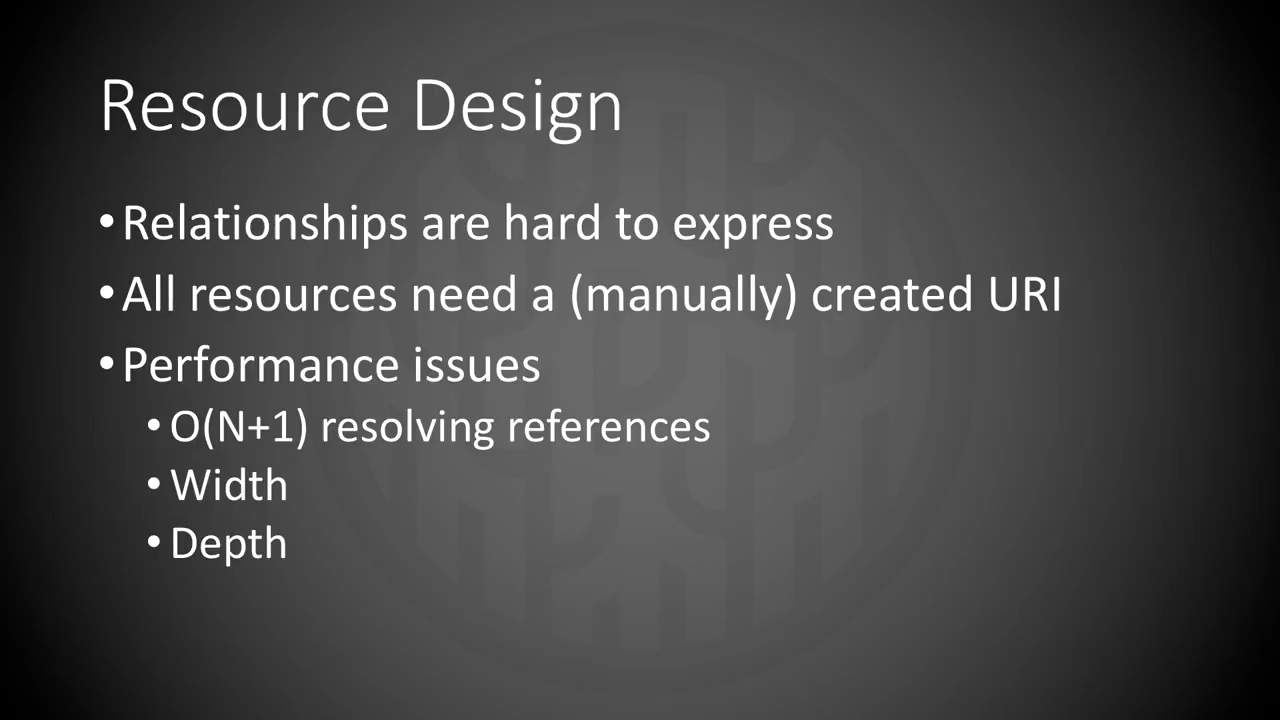 Resource Design
•Relationships are hard to express
•All resources need a (manually) created URI
•Performance issues
•O(N+1) resolving references
•Width
•Depth